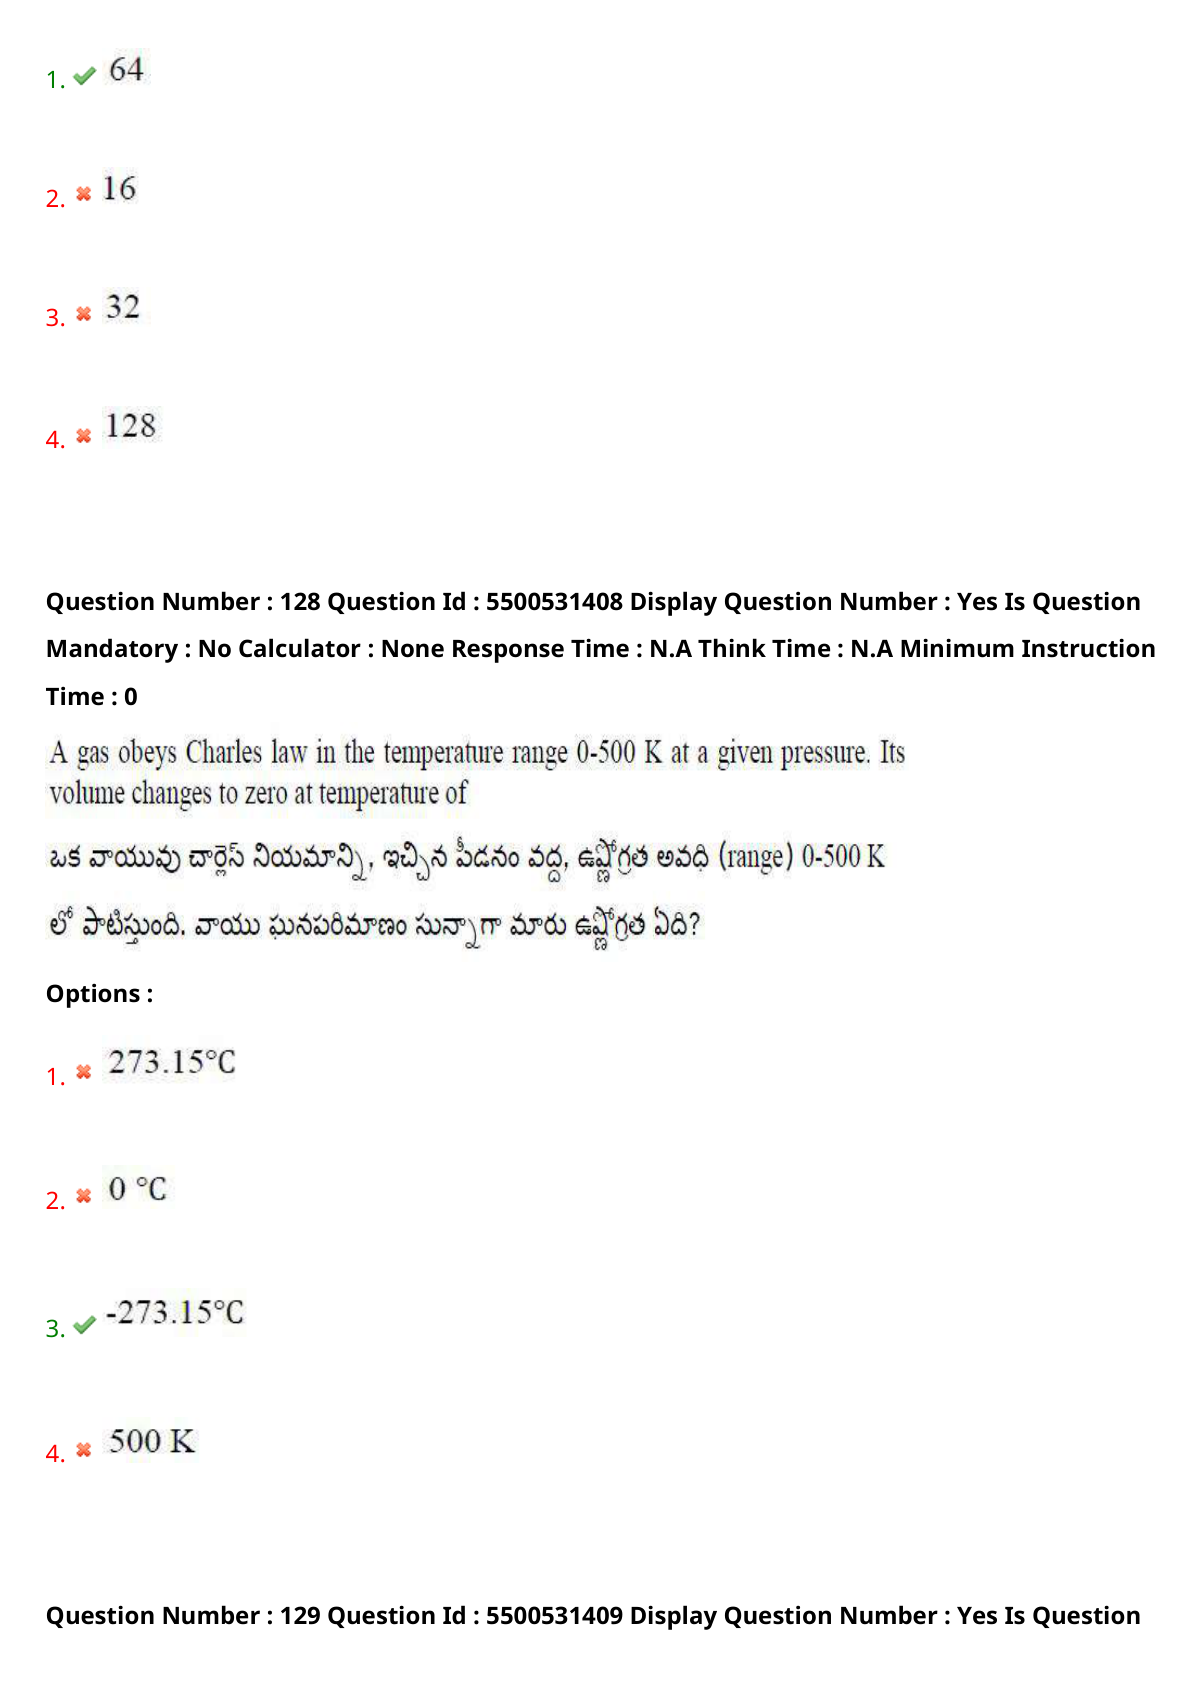 1. 64
2. 16
3. 32
4. 128
Question Number : 128 Question Id : 5500531408 Display Question Number : Yes Is Question
Mandatory : No Calculator : None Response Time : N.A Think Time : N.A Minimum Instruction
Time : 0
A gas obeys Charles law in the temperature range 0-500 K at a given pressure. Its
volume changes to zero at temperature of
ఒక వాయువు చార్లెస్ నియమాన్ని, ఇచ్చిన పీడనం వద్ద, ఉష్ణోగ్రత అవధి (range) 0-500 K
లో పాటిస్తుంది. వాయు ఘనపరిమాణం సున్నాగా మారు ఉష్ణోగ్రత ఏది?
Options :
1. 273.15°C
2. 0 °C
3. -273.15°C
4. 500 K
Question Number : 129 Question Id : 5500531409 Display Question Number : Yes Is Question